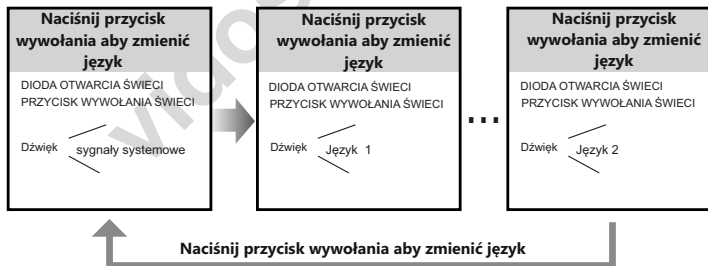 Naciśnij przycisk
wywołania aby zmienić
język
DIODA OTWARCIA ŚWIECI
PRZYCISK WYWOŁANIA ŚWIECI
Dźwięk sygnały systemowe
Naciśnij przycisk
wywołania aby zmienić
język
DIODA OTWARCIA ŚWIECI
PRZYCISK WYWOŁANIA ŚWIECI
Dźwięk Język 1
...
Naciśnij przycisk
wywołania aby zmienić
język
DIODA OTWARCIA ŚWIECI
PRZYCISK WYWOŁANIA ŚWIECI
Dźwięk Język 2
Naciśnij przycisk wywołania aby zmienić język